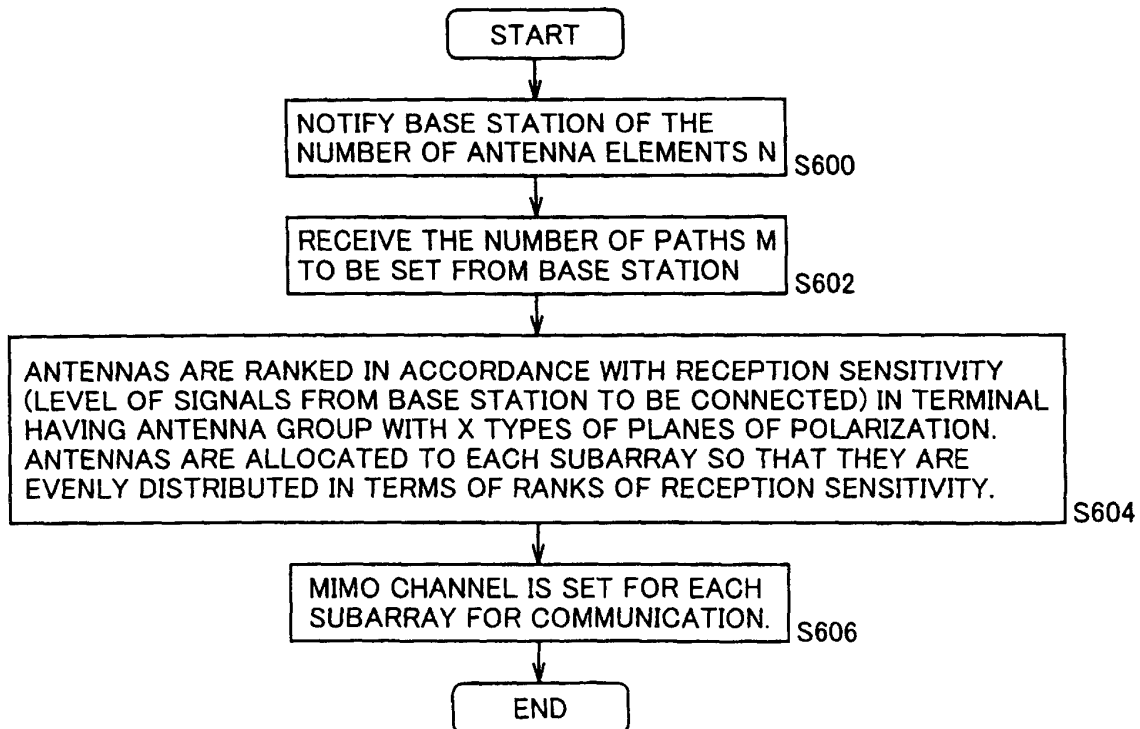 START
NOTIFY BASE STATION OF THE
NUMBER OF ANTENNA ELEMENTS N
S600
RECEIVE THE NUMBER OF PATHS M
TO BE SET FROM BASE STATION
S602
ANTENNAS ARE RANKED IN ACCORDANCE WITH RECEPTION SENSITIVITY
(LEVEL OF SIGNALS FROM BASE STATION TO BE CONNECTED) IN TERMINAL
HAVING ANTENNA GROUP WITH X TYPES OF PLANES OF POLARIZATION.
ANTENNAS ARE ALLOCATED TO EACH SUBARRAY SO THAT THEY ARE
EVENLY DISTRIBUTED IN TERMS OF RANKS OF RECEPTION SENSITIVITY.
S604
MIMO CHANNEL IS SET FOR EACH
SUBARRAY FOR COMMUNICATION.
S606
END